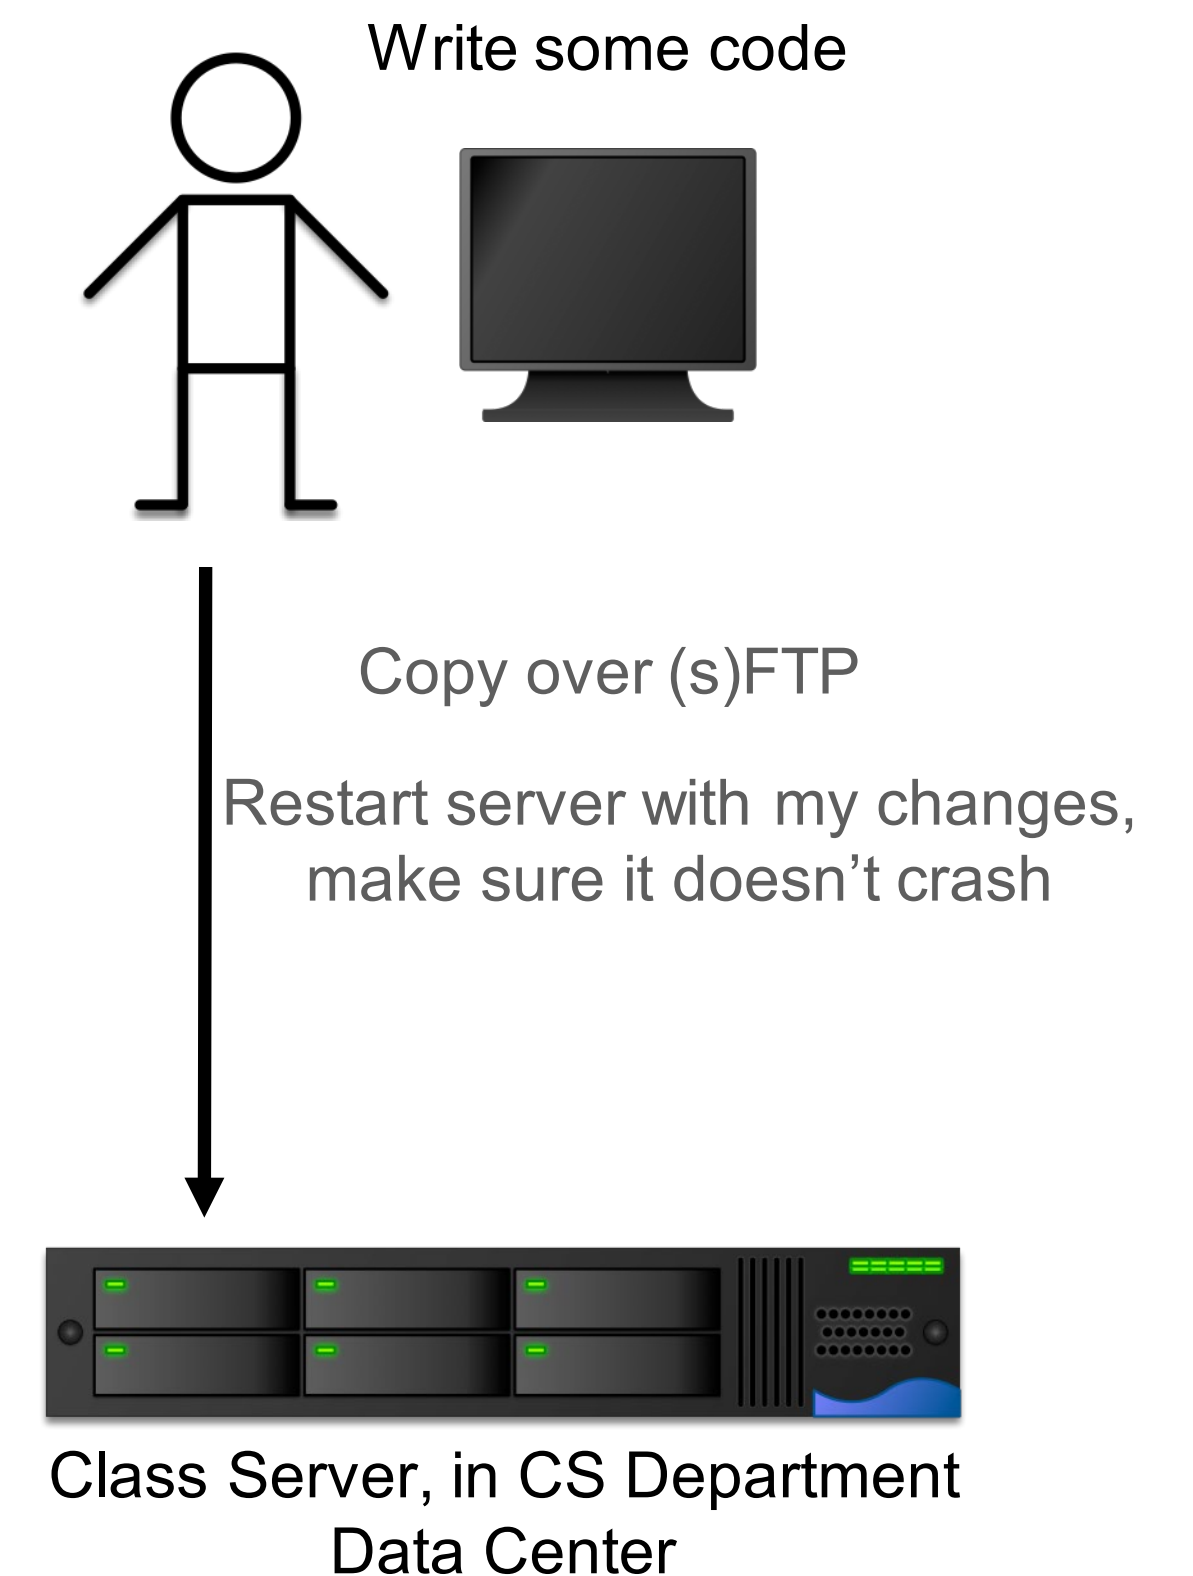 Write some code
Copy over (s)FTP
Restart server with my changes,
make sure it doesn’t crash
Class Server, in CS Department
Data Center